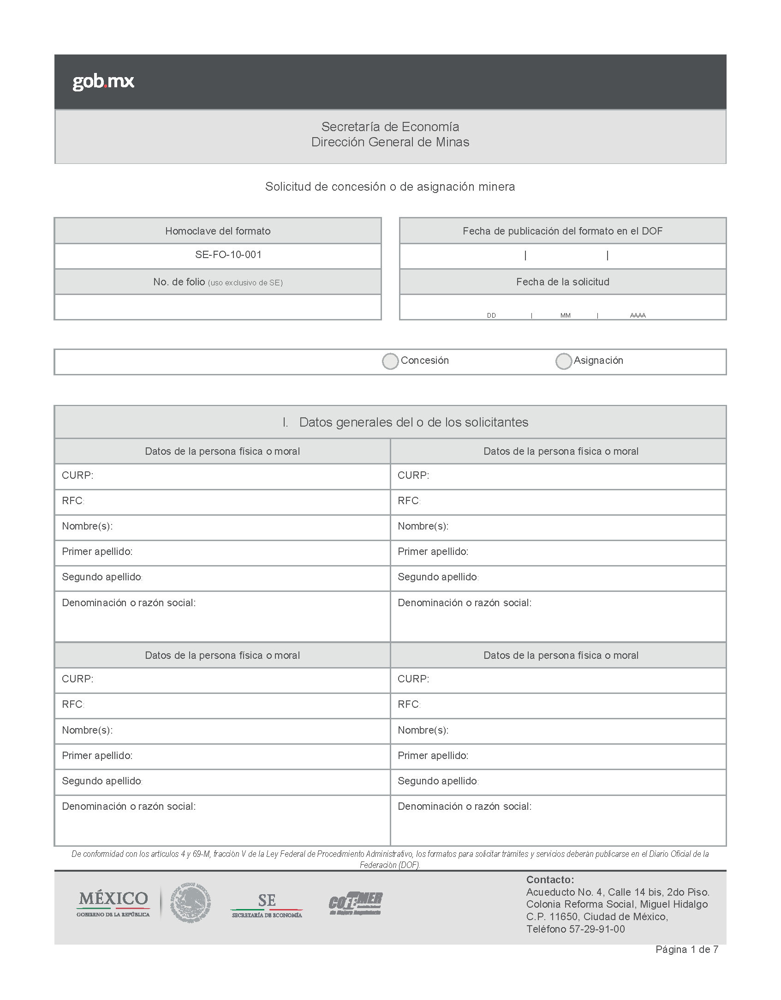 gob.mx
Secretaría de Economía
Dirección General de Minas
Solicitud de concesión o de asignación minera
Homoclave del formato
SE-FO-10-001
No. de folio (uso exclusivo de SE)
Fecha de publicación del formato en el DOF
| |
Fecha de la solicitud
DD | MM | AAAA
Concesión Asignación
I. Datos generales del o de los solicitantes
Datos de la persona física o moral Datos de la persona física o moral
CURP: CURP:
RFC: RFC:
Nombre(s): Nombre(s):
Primer apellido: Primer apellido:
Segundo apellido: Segundo apellido:
Denominación o razón social: Denominación o razón social:
Datos de la persona física o moral Datos de la persona física o moral
CURP: CURP:
RFC: RFC:
Nombre(s): Nombre(s):
Primer apellido: Primer apellido:
Segundo apellido: Segundo apellido:
Denominación o razón social: Denominación o razón social:
De conformidad con los artículos 4 y 69-M, fracción V de la Ley Federal de Procedimiento Administrativo, los formatos para solicitar trámites y servicios deberán publicarse en el Diario Oficial de la
Federación (DOF).
MÉXICO
GOBIERNO DE LA REPÚBLICA
ESTADOS UNIDOS MEXICANOS
SE
SECRETARÍA DE ECONOMÍA
COFEMER
de Mejora Regulatoria
Contacto:
Acueducto No. 4, Calle 14 bis, 2do Piso.
Colonia Reforma Social, Miguel Hidalgo
C.P. 11650, Ciudad de México,
Teléfono 57-29-91-00
Página 1 de 7